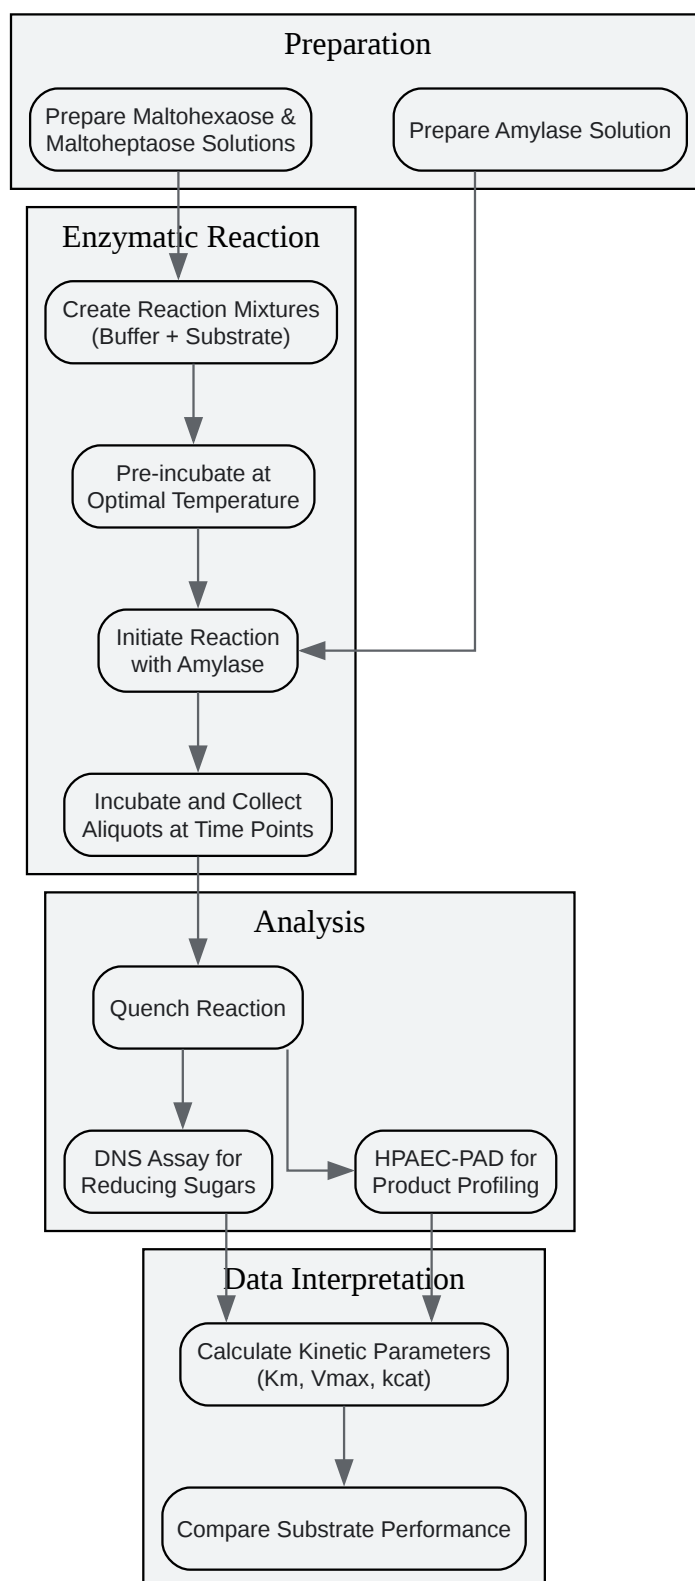 Preparation
Prepare Maltohexaose &
Maltoheptaose Solutions
Prepare Amylase Solution
Enzymatic Reaction
Create Reaction Mixtures
(Buffer + Substrate)
Pre-incubate at
Optimal Temperature
Initiate Reaction
with Amylase
Incubate and Collect
Aliquots at Time Points
Analysis
Quench Reaction
DNS Assay for
Reducing Sugars
HPAEC-PAD for
Product Profiling
Data Interpretation
Calculate Kinetic Parameters
(Km, Vmax, kcat)
Compare Substrate Performance